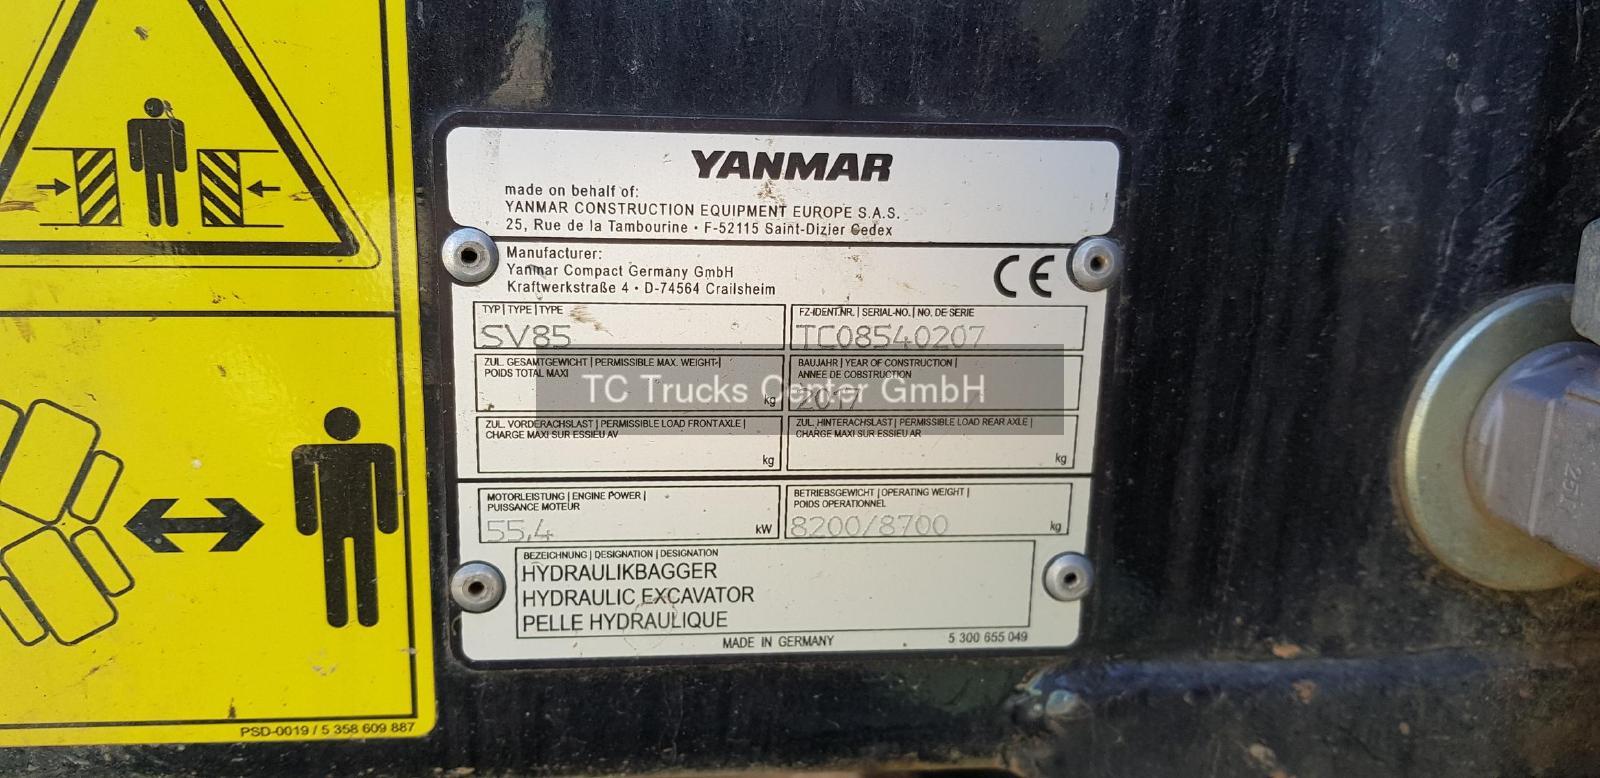 YANMAR
made on behalf of:
YANMAR CONSTRUCTION EQUIPMENT EUROPE S.A.S.
25, Rue de la Tambourine • F-52115 Saint-Dizier Cedex
Manufacturer:
Yanmar Compact Germany GmbH
Kraftwerkstraße 4 • D-74564 Crailsheim
CE
TYP | TYPE | TYPE
SV85
FZ-IDENT.NR. | SERIAL-NO. | NO. DE SERIE
TC08540207
ZUL. GESAMTGEWICHT | PERMISSIBLE MAX. WEIGHT |
POIDS TOTAL MAXI
kg
BAUJAHR | YEAR OF CONSTRUCTION |
ANNEE DE COBSTRUCTION
2017
TC Trucks Center GmbH
ZUL. VORDERACHSLAST | PERMISSIBLE LOAD FRONT AXLE |
CHARGE MAXI SUR ESSIEU AV
kg
ZUL. HINTERACHSLAST | PERMISSIBLE LOAD REAR AXLE |
CHARGE MAXI SUR ESSIEU AR
kg
MOTORLEISTUNG | ENGINE POWER |
PUISSANCE MOTEUR
55,4 kW
BETRIEBSGEWICHT | OPERATING WEIGHT |
POIDS OPERATIONNEL
8200/8700 kg
BEZEICHNUNG | DESIGNATION | DESIGNATION
HYDRAULIKBAGGER
HYDRAULIC EXCAVATOR
PELLE HYDRAULIQUE
MADE IN GERMANY
5 300 655 049
PSD-0019 / 5 358 609 887